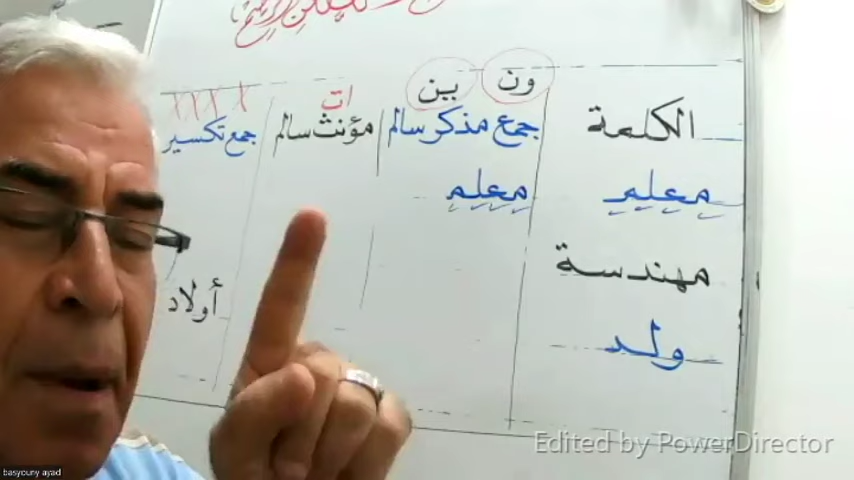 ون ين
ات
الكلمة جمع مذكر سالم مؤنث سالم جمع تكسير
معلم معلم
مهندسة
أولاد
ولد
Edited by PowerDirector
basyouny ayad